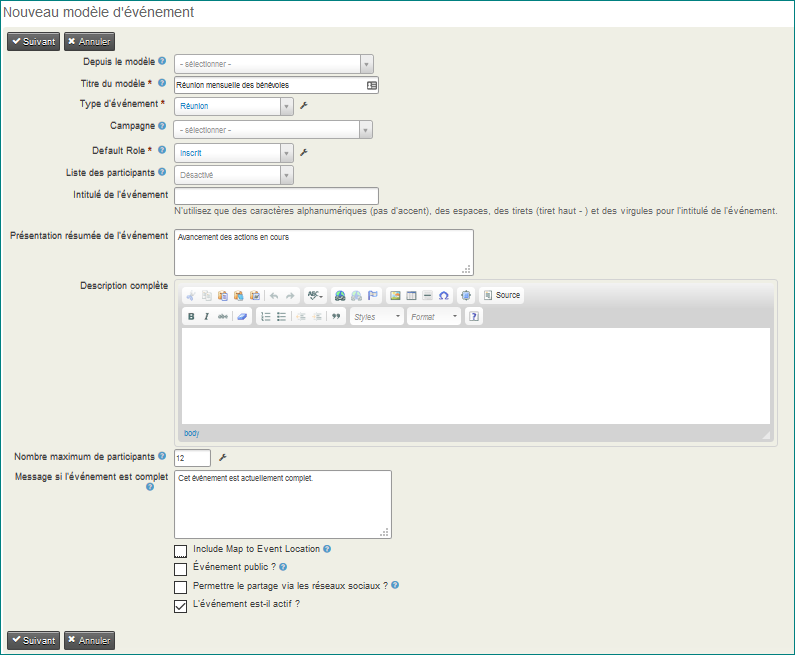 Nouveau modèle d'événement
Suivant Annuler
Depuis le modèle - sélectionner -
Titre du modèle * Réunion mensuelle des bénévoles
Type d'événement * Réunion
Campagne - sélectionner -
Default Role * Inscrit
Liste des participants Désactivé
Intitulé de l'événement
N'utilisez que des caractères alphanumériques (pas d'accent), des espaces, des tirets (tiret haut - ) et des virgules pour l'intitulé de l'événement.
Présentation résumée de l'événement Avancement des actions en cours
Description complète
ABC Ω Source
B I abc Styles Format ?
body
Nombre maximum de participants 12
Message si l'événement est complet Cet événement est actuellement complet.
Include Map to Event Location
Événement public ?
Permettre le partage via les réseaux sociaux ?
L'événement est-il actif ?
Suivant Annuler